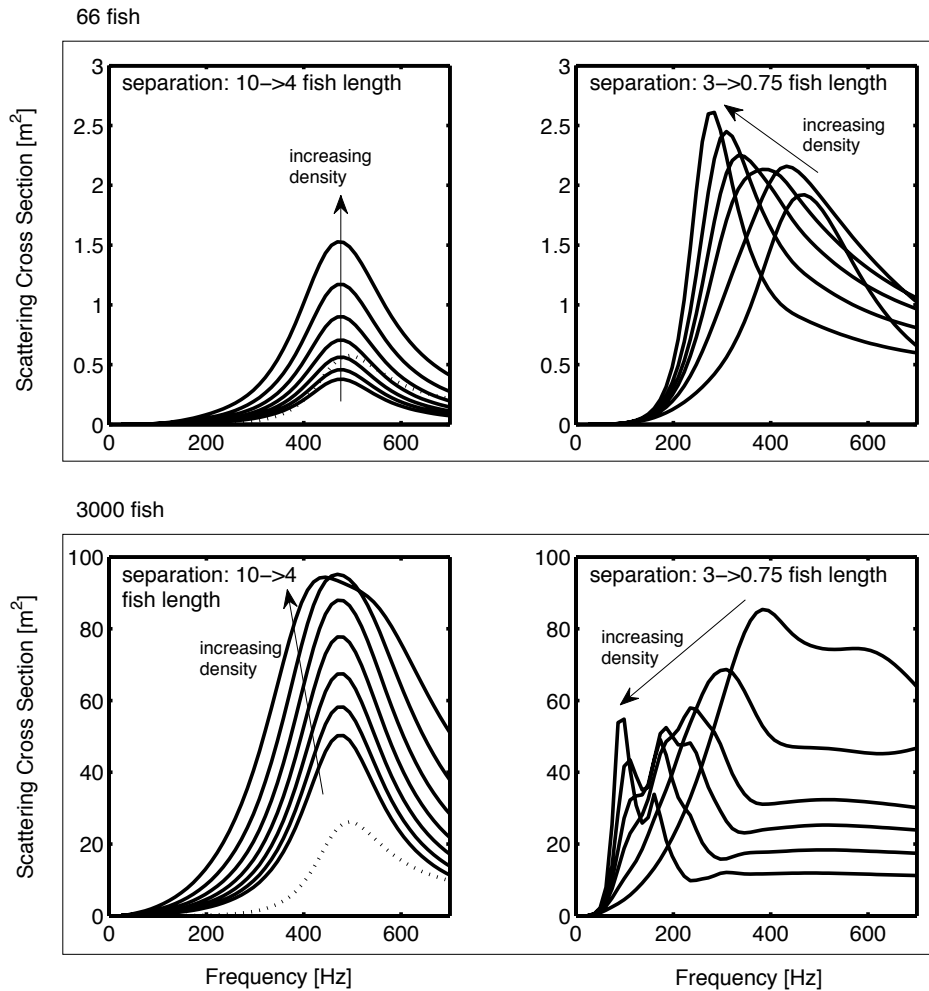 66 fish
3
2.5
2
1.5
1
0.5
0
0
200
400
600
separation: 10->4 fish length
increasing
density
Scattering Cross Section [m²]
3
2.5
2
1.5
1
0.5
0
0
200
400
600
separation: 3->0.75 fish length
increasing
density
3000 fish
100
80
60
40
20
0
0
200
400
600
separation: 10->4
fish length
increasing
density
Scattering Cross Section [m²]
Frequency [Hz]
100
80
60
40
20
0
0
200
400
600
separation: 3->0.75 fish length
increasing
density
Frequency [Hz]